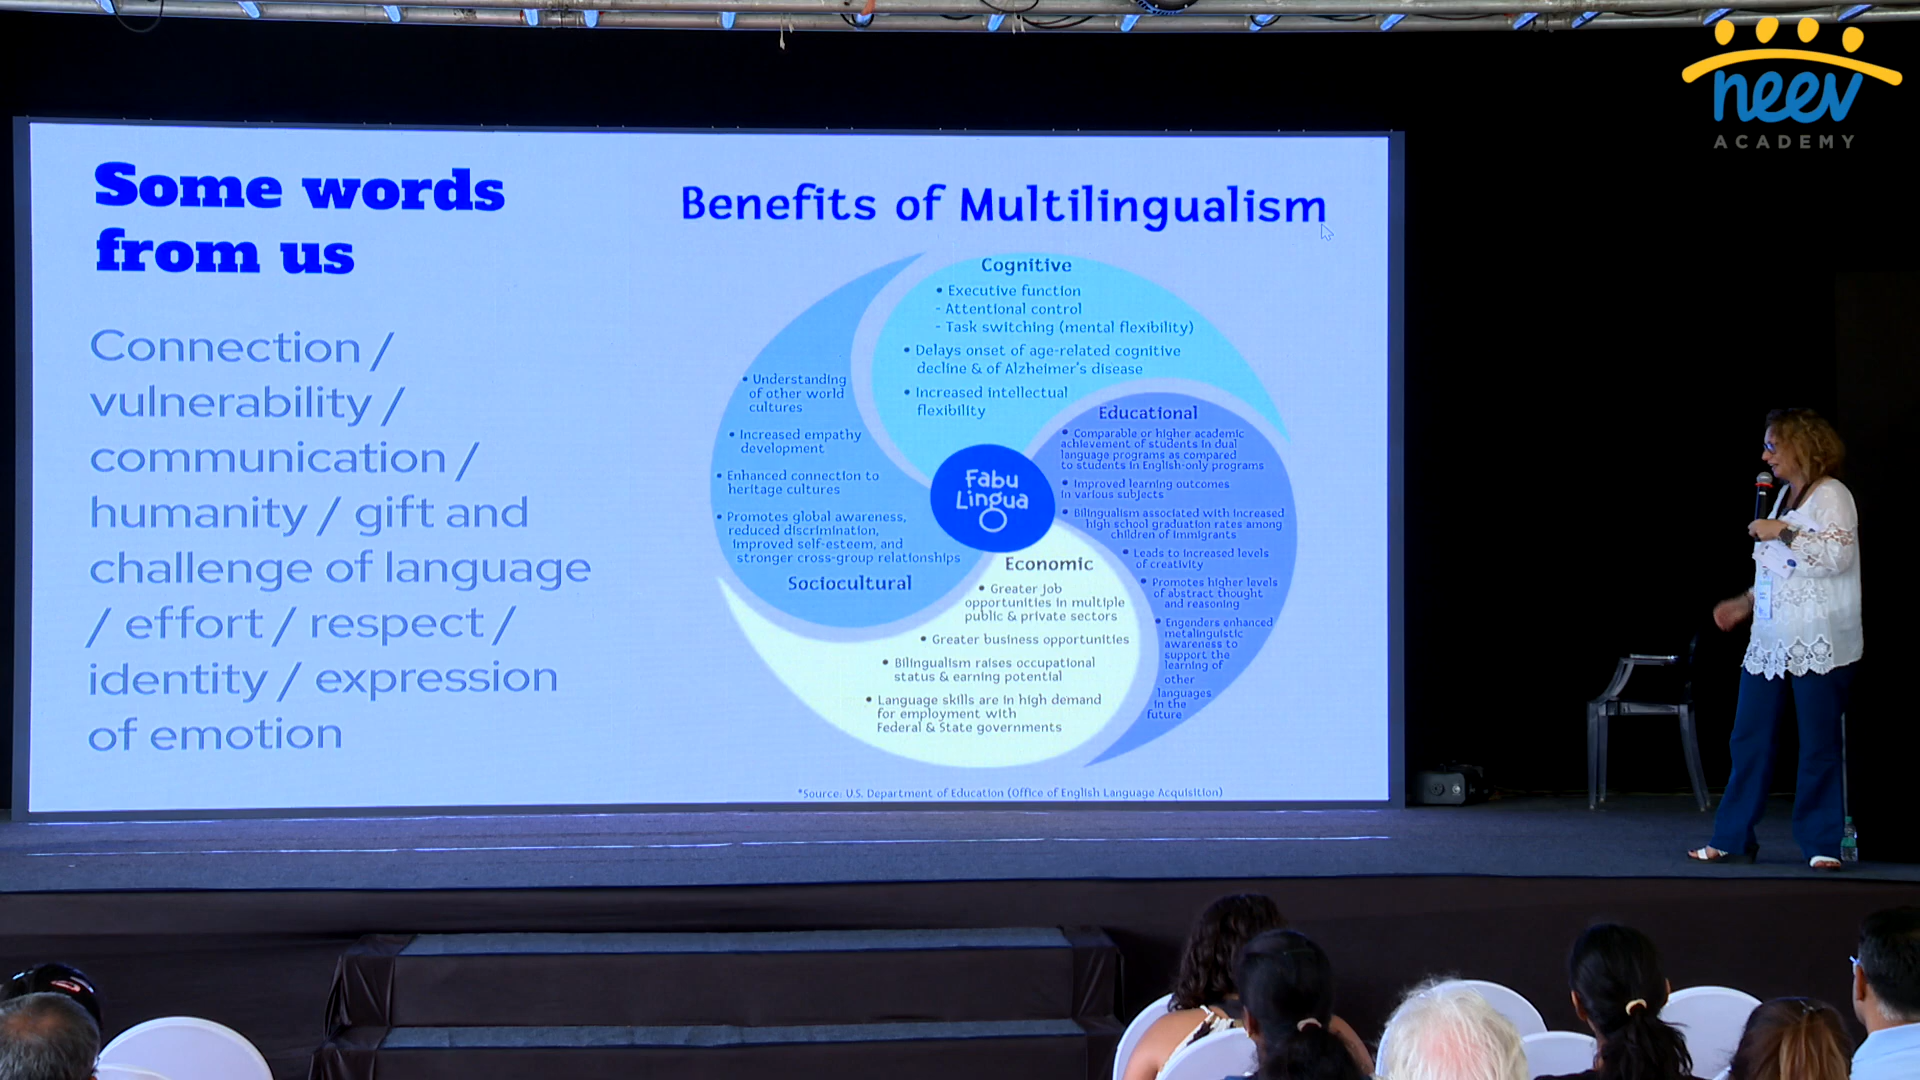 neev
ACADEMY
Some words
from us
Connection /
vulnerability /
communication /
humanity / gift and
challenge of language
/ effort / respect /
identity / expression
of emotion
Benefits of Multilingualism
Cognitive
• Executive function
- Attentional control
- Task switching (mental flexibility)
• Delays onset of age-related cognitive
decline & of Alzheimer's disease
• Increased intellectual
flexibility
Educational
• Comparable or higher academic
achievement of students in dual
language programs as compared
to students in English-only programs
• Improved learning outcomes
in various subjects
• Bilingualism associated with increased
high school graduation rates among
children of immigrants
• Leads to increased levels
of creativity
• Promotes higher levels
of abstract thought
and reasoning
• Engenders enhanced
metalinguistic
awareness to
support the
learning of
other
languages
in the
future
Economic
• Greater job
opportunities in multiple
public & private sectors
• Greater business opportunities
• Bilingualism raises occupational
status & earning potential
• Language skills are in high demand
for employment with
Federal & State governments
• Understanding
of other world
cultures
• Increased empathy
development
• Enhanced connection to
heritage cultures
• Promotes global awareness,
reduced discrimination,
improved self-esteem, and
stronger cross-group relationships
Sociocultural
Fabu
Lingua
*Source: U.S. Department of Education (Office of English Language Acquisition)